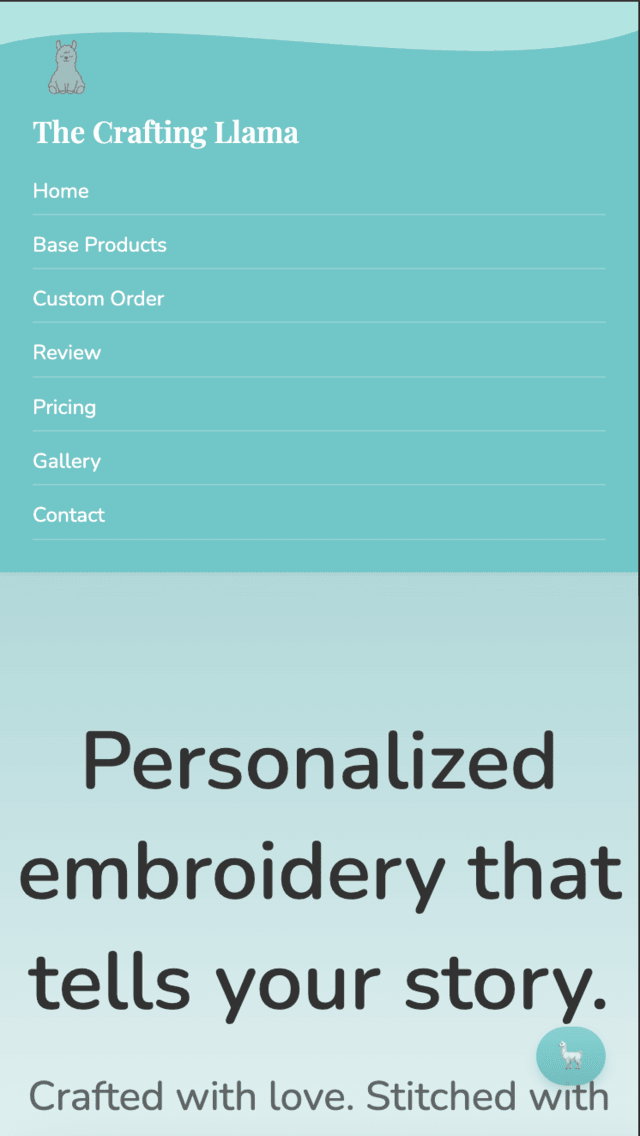 The Crafting Llama
Home
Base Products
Custom Order
Review
Pricing
Gallery
Contact
Personalized
embroidery that
tells your story.
Crafted with love. Stitched with